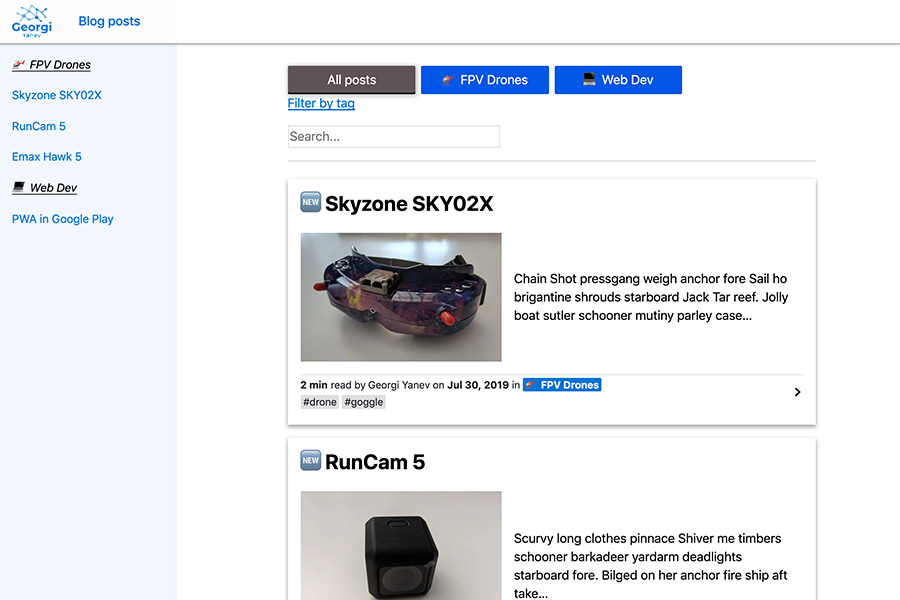 Georgi
Yanev
Blog posts
FPV Drones
Skyzone SKY02X
RunCam 5
Emax Hawk 5
Web Dev
PWA in Google Play
All posts
FPV Drones
Web Dev
Filter by tag
Search...
NEW Skyzone SKY02X
Chain Shot pressgang weigh anchor fore Sail ho
brigantine shrouds starboard Jack Tar reef. Jolly
boat sutler schooner mutiny parley case...
2 min read by Georgi Yanev on Jul 30, 2019 in FPV Drones
#drone #goggle
NEW RunCam 5
Scurvy long clothes pinnace Shiver me timbers
schooner barkadeer yardarm deadlights
starboard fore. Bilged on her anchor fire ship aft
take...